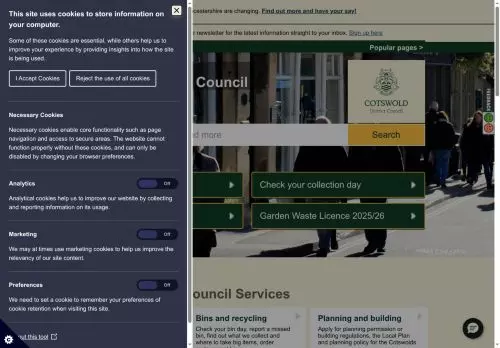 This site uses cookies to store information on
your computer.
Some of these cookies are essential, while others help us to
improve your experience by providing insights into how the site
is being used.
I Accept Cookies
Reject the use of all cookies
Necessary Cookies
Necessary cookies enable core functionality such as page
navigation and access to secure areas. The website cannot
function properly without these cookies, and can only be
disabled by changing your browser preferences.
Analytics
Off
Analytical cookies help us to improve our website by collecting
and reporting information on its usage.
Marketing
Off
We may at times use marketing cookies to help us improve the
relevancy of our site content.
Preferences
Off
We need to set a cookie to remember your preferences of
cookie retention when visiting this site.
out this tool
cestershire are changing. Find out more and have your say!
newsletter for the latest information straight to your inbox. Sign up here
Popular pages >
Council
COTSWOLD
District Council
d more
Search
Check your collection day
Garden Waste Licence 2025/26
ouncil Services
Bins and recycling
Check your bin day, report a missed
bin, find out what we collect and
where to take big items, order
Planning and building
Apply for permission or
building regulations, the Local Plan
and planning policy for the Cotswolds